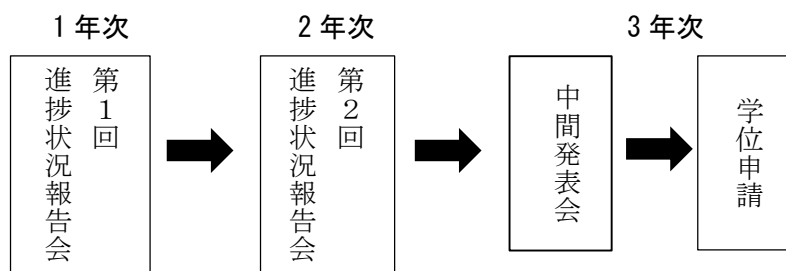 1年次
2年次
3年次
第1回
進捗状況報告会
第2回
進捗状況報告会
中間発表会
学位申請